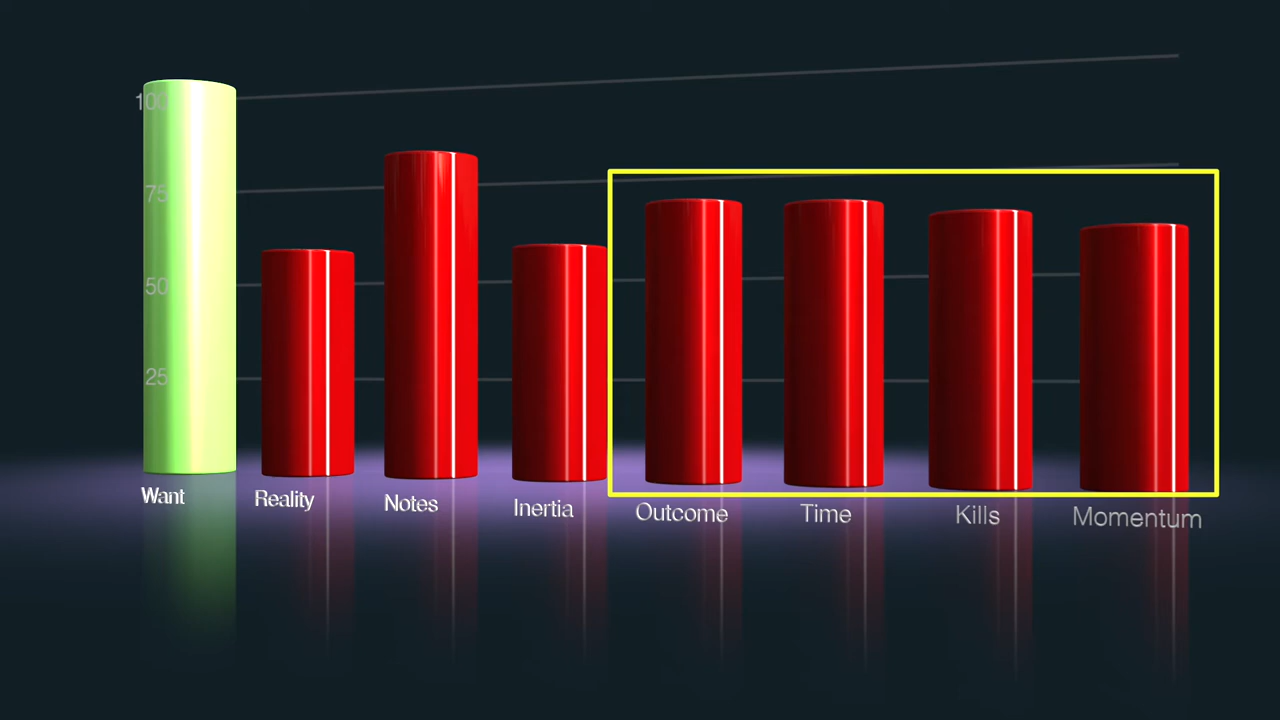 100
75
50
25
Want
Reality
Notes
Inertia
Outcome
Time
Kills
Momentum